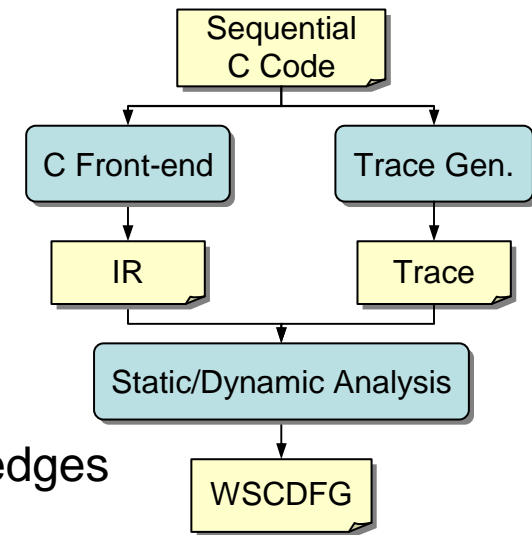 Sequential
C Code
C Front-end
Trace Gen.
IR
Trace
Static/Dynamic Analysis
edges
WSCDFG